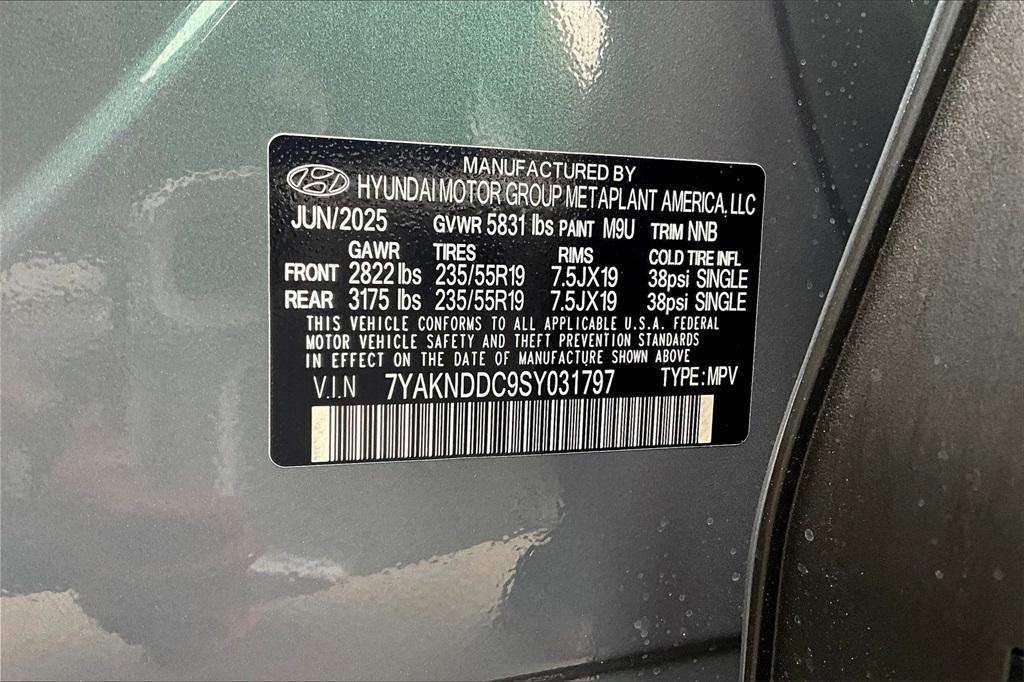 MANUFACTURED BY
HYUNDAI MOTOR GROUP METAPLANT AMERICA, LLC
JUN/2025 GVWR 5831 lbs PAINT M9U TRIM NNB
GAWR TIRES RIMS COLD TIRE INFL
FRONT 2822 lbs 235/55R19 7.5JX19 38psi SINGLE
REAR 3175 lbs 235/55R19 7.5JX19 38psi SINGLE
THIS VEHICLE CONFORMS TO ALL APPLICABLE U.S.A. FEDERAL
MOTOR VEHICLE SAFETY AND THEFT PREVENTION STANDARDS
IN EFFECT ON THE DATE OF MANUFACTURE SHOWN ABOVE
V.I.N 7YAKNDDC9SY031797 TYPE: MPV